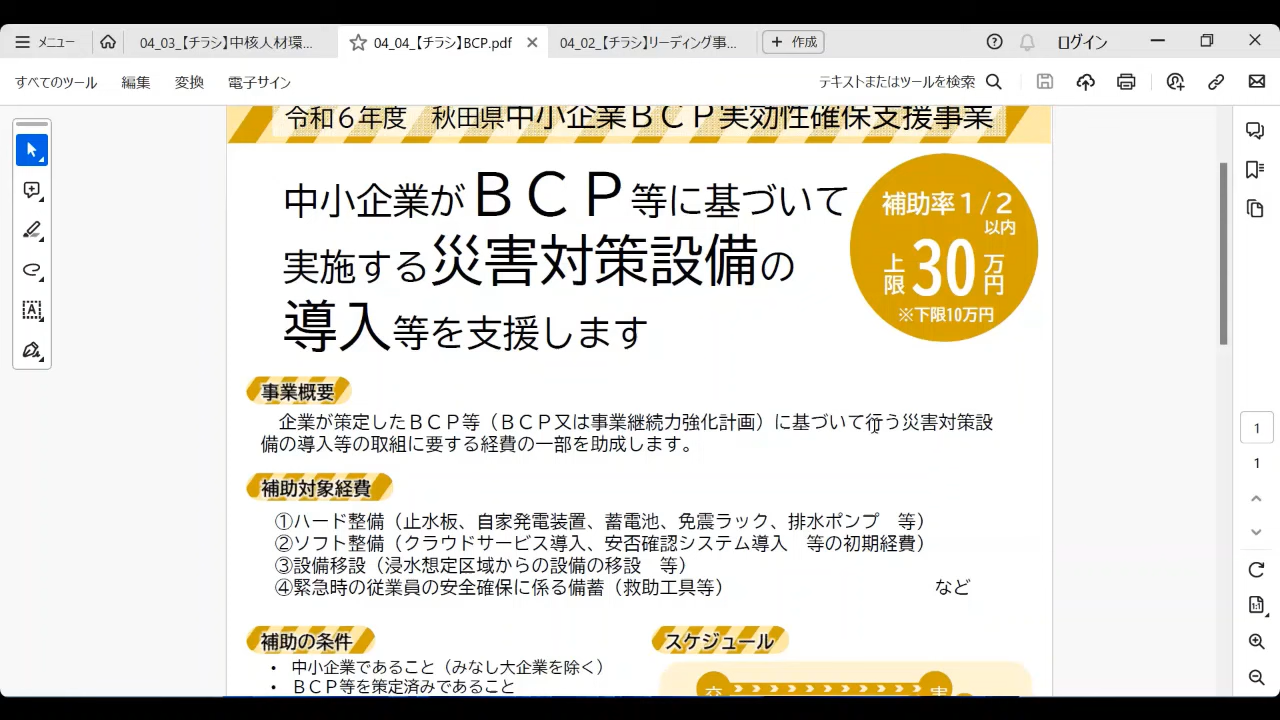 メニュー
04_03_【チラシ】中核人材環...
04_04_【チラシ】BCP.pdf
04_02_【チラシ】リーディング事...
作成
ログイン
すべてのツール 編集 変換 電子サイン
テキストまたはツールを検索
令和６年度　秋田県中小企業ＢＣＰ実効性確保支援事業
中小企業がＢＣＰ等に基づいて
実施する災害対策設備の
導入等を支援します
補助率１/２
以内
上限30万円
※下限10万円
事業概要
企業が策定したＢＣＰ等（ＢＣＰ又は事業継続力強化計画）に基づいて行う災害対策設
備の導入等の取組に要する経費の一部を助成します。
補助対象経費
①ハード整備（止水板、自家発電装置、蓄電池、免震ラック、排水ポンプ　等）
②ソフト整備（クラウドサービス導入、安否確認システム導入　等の初期経費）
③設備移設（浸水想定区域からの設備の移設　等）
④緊急時の従業員の安全確保に係る備蓄（救助工具等）　など
補助の条件
・ 中小企業であること（みなし大企業を除く）
・ ＢＣＰ等を策定済みであること
スケジュール
1
1